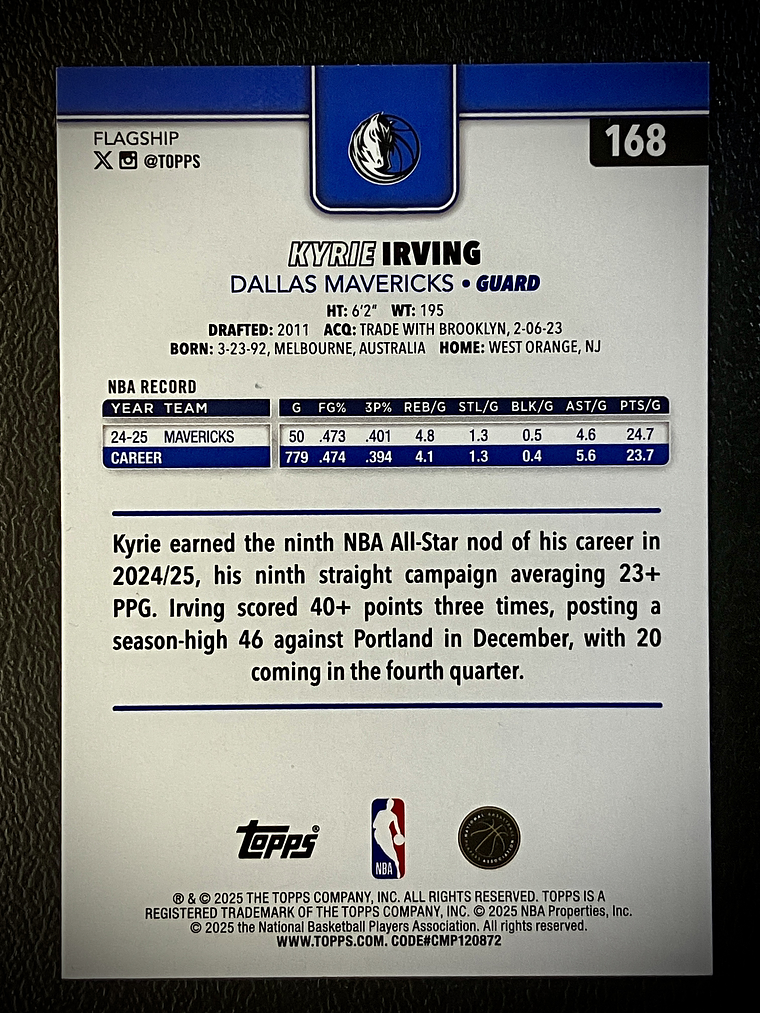 FLAGSHIP
168
@TOPPS
KYRIE IRVING
DALLAS MAVERICKS • GUARD
HT: 6'2" WT: 195
DRAFTED: 2011 ACQ: TRADE WITH BROOKLYN, 2-06-23
BORN: 3-23-92, MELBOURNE, AUSTRALIA HOME: WEST ORANGE, NJ
NBA RECORD
YEAR TEAM G FG% 3P% REB/G STL/G BLK/G AST/G PTS/G
24-25 MAVERICKS 50 .473 .401 4.8 1.3 0.5 4.6 24.7
CAREER 779 .474 .394 4.1 1.3 0.4 5.6 23.7
Kyrie earned the ninth NBA All-Star nod of his career in
2024/25, his ninth straight campaign averaging 23+
PPG. Irving scored 40+ points three times, posting a
season-high 46 against Portland in December, with 20
coming in the fourth quarter.
Topps®
NBA
® & © 2025 THE TOPPS COMPANY, INC. ALL RIGHTS RESERVED. TOPPS IS A
REGISTERED TRADEMARK OF THE TOPPS COMPANY, INC. © 2025 NBA Properties, Inc.
© 2025 the National Basketball Players Association. All rights reserved.
WWW.TOPPS.COM. CODE#CMP120872